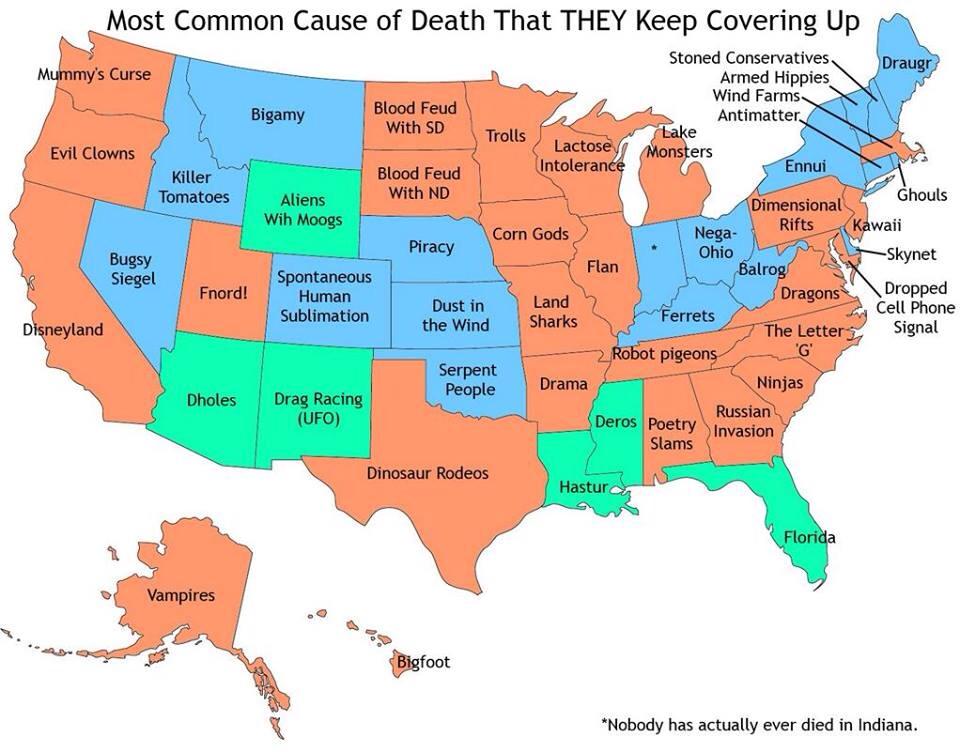 Most Common Cause of Death That THEY Keep Covering Up
Stoned Conservatives
Armed Hippies
Wind Farms
Antimatter
Draugr
Mummy's Curse
Bigamy
Blood Feud
With SD
Trolls
Lactose
Intolerance
Lake
Monsters
Evil Clowns
Killer
Tomatoes
Aliens
Wih Moogs
Blood Feud
With ND
Ennui
Ghouls
Dimensional
Rifts
Kawaii
Bugsy
Siegel
Fnord!
Piracy
Corn Gods
Flan
*
Nega-
Ohio
Balrog
Skynet
Dropped
Cell Phone
Signal
Disneyland
Spontaneous
Human
Sublimation
Dust in
the Wind
Land
Sharks
Ferrets
Dragons
The Letter
'G'
Robot pigeons
Dholes
Drag Racing
(UFO)
Serpent
People
Drama
Ninjas
Deros
Poetry
Slams
Russian
Invasion
Dinosaur Rodeos
Hastur
Florida
Vampires
Bigfoot
*Nobody has actually ever died in Indiana.